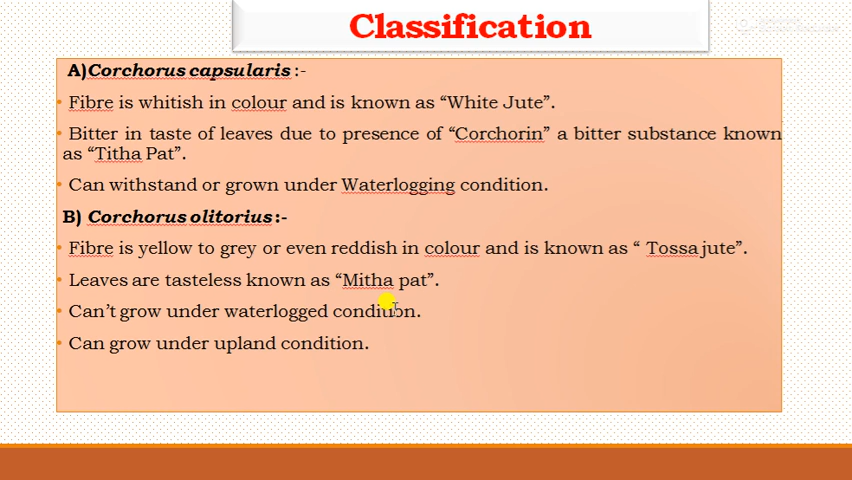 Classification
A)Corchorus capsularis :-
• Fibre is whitish in colour and is known as “White Jute”.
• Bitter in taste of leaves due to presence of “Corchorin” a bitter substance known
as “Titha Pat”.
• Can withstand or grown under Waterlogging condition.
B) Corchorus olitorius :-
• Fibre is yellow to grey or even reddish in colour and is known as “ Tossa jute”.
• Leaves are tasteless known as “Mitha pat”.
• Can’t grow under waterlogged condition.
• Can grow under upland condition.